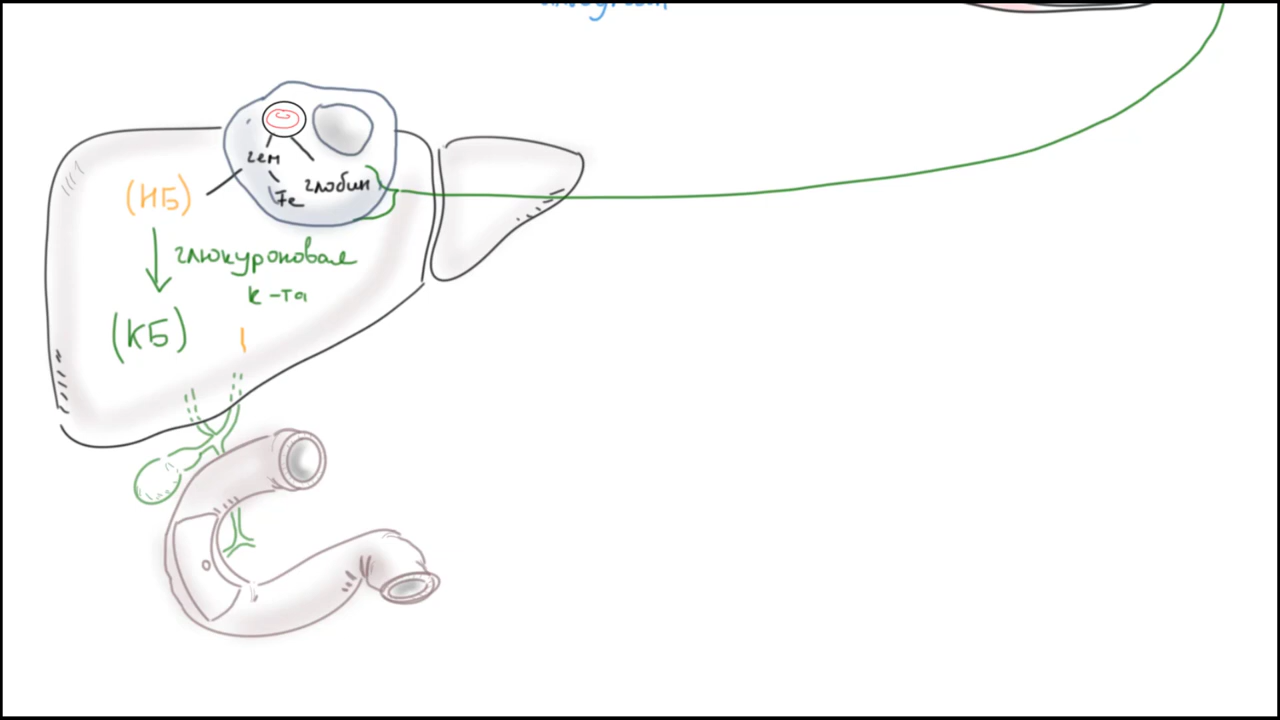 гем
глобин
Fe
(НБ)
глюкуроновая
к-та
(КБ)